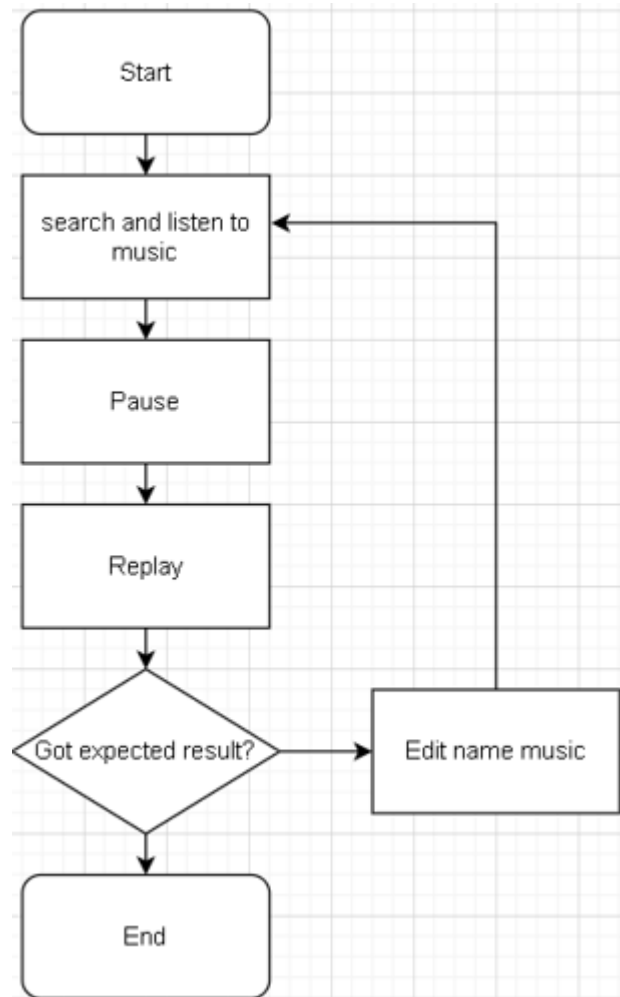 Start
search and listen to
music
Pause
Replay
Got expected result?
Edit name music
End